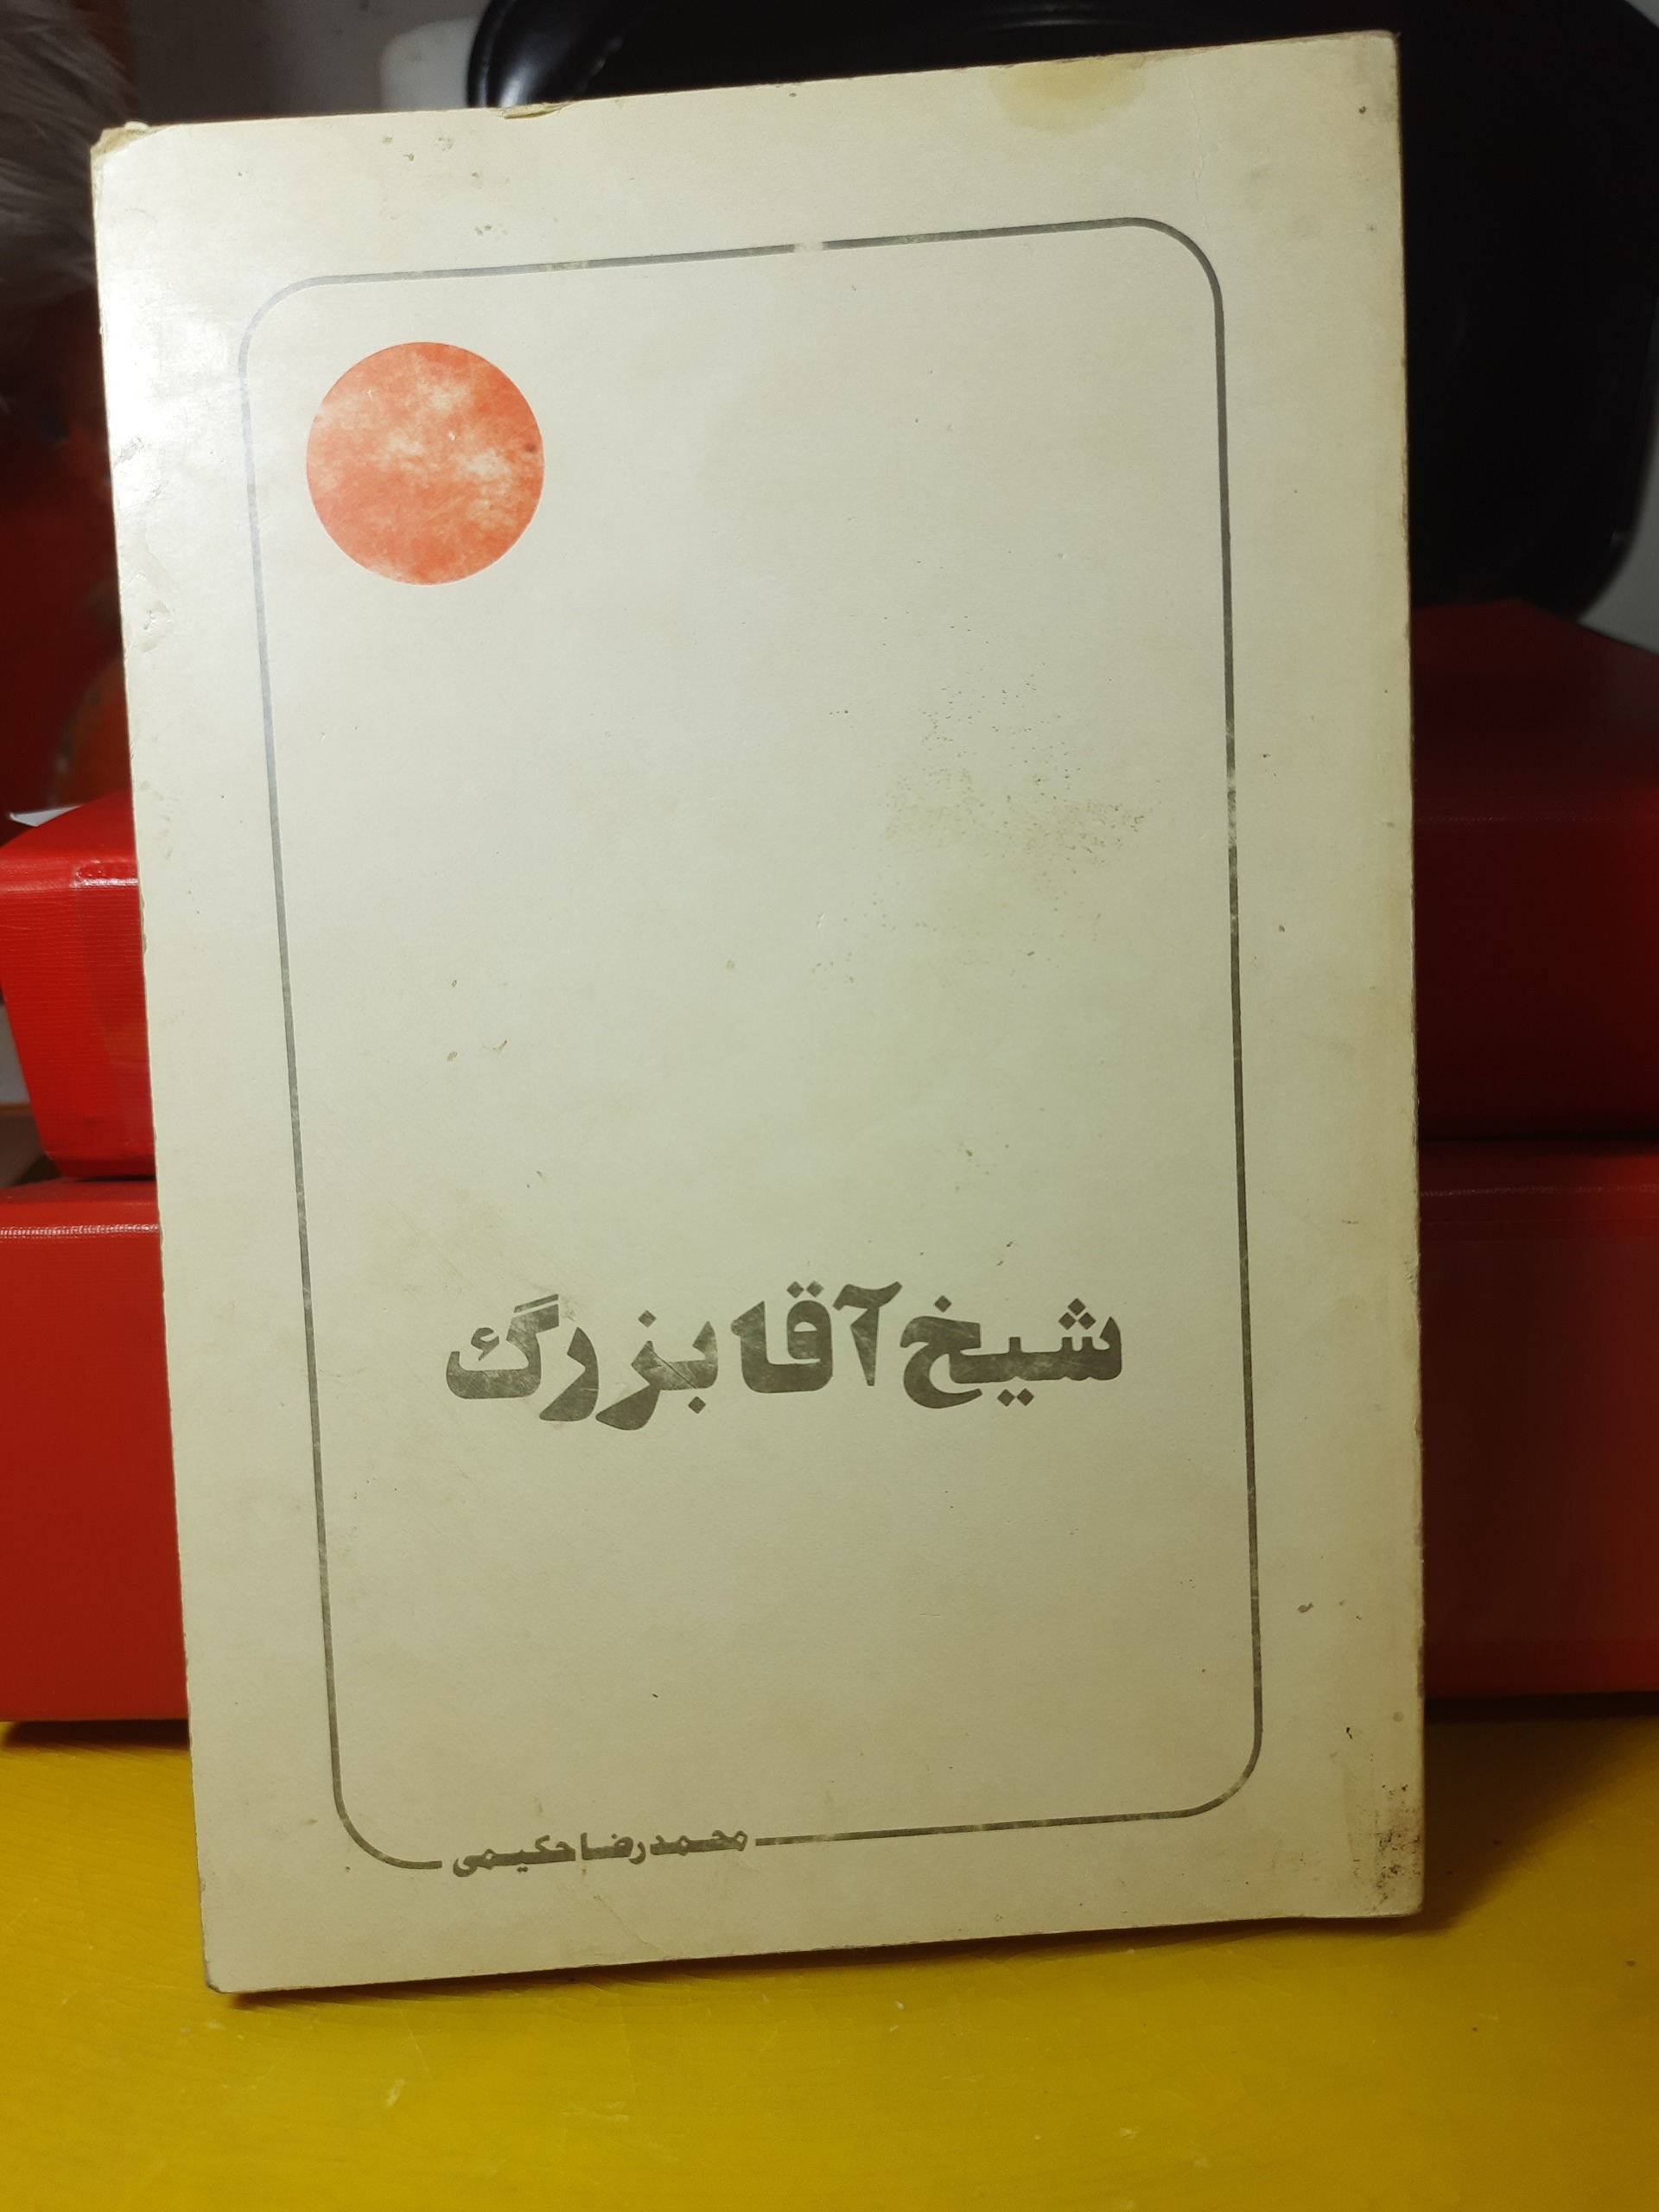 شیخ آقا بزرگ
محمدرضا حکیمی